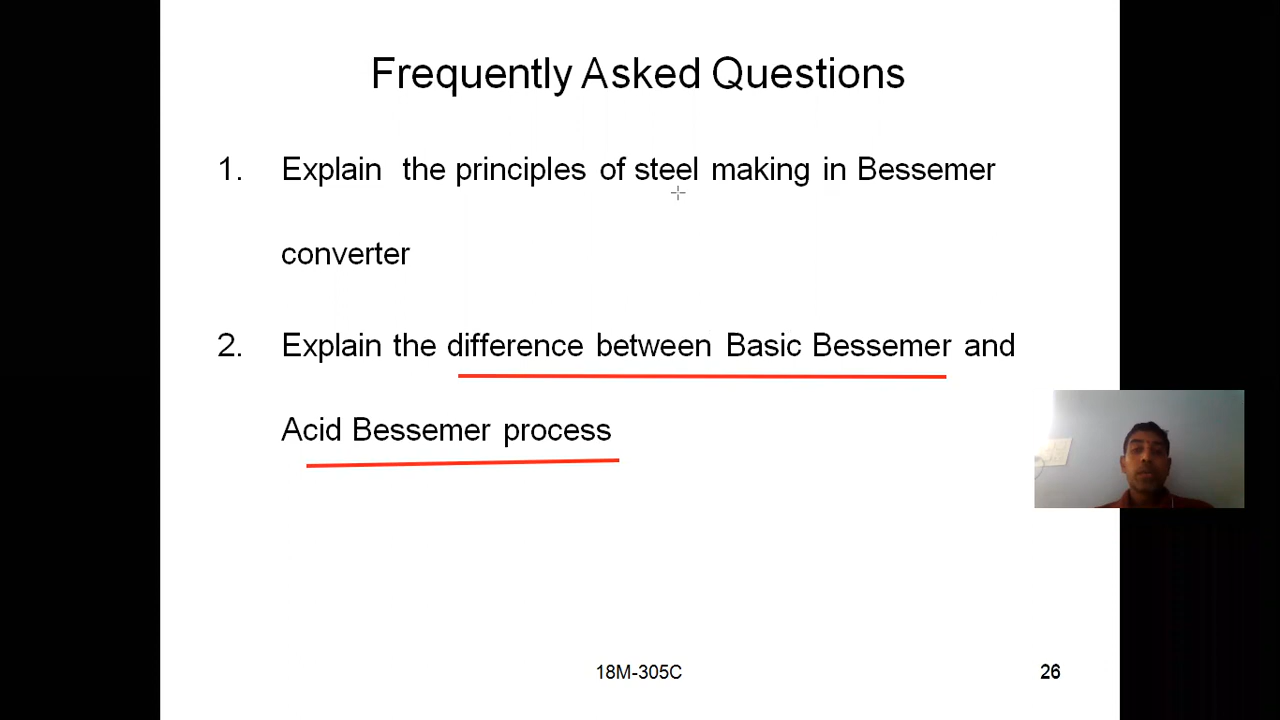 Frequently Asked Questions
1. Explain the principles of steel making in Bessemer
converter
2. Explain the difference between Basic Bessemer and
Acid Bessemer process
18M-305C
26